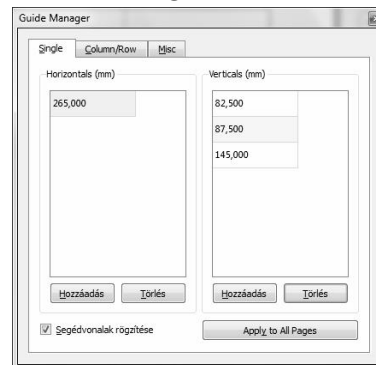 Guide Manager
Single Column/Row Misc
Horizontals (mm)
265,000
Hozzáadás Törlés
Verticals (mm)
82,500
87,500
145,000
Hozzáadás Törlés
Segédvonalak rögzítése
Apply to All Pages